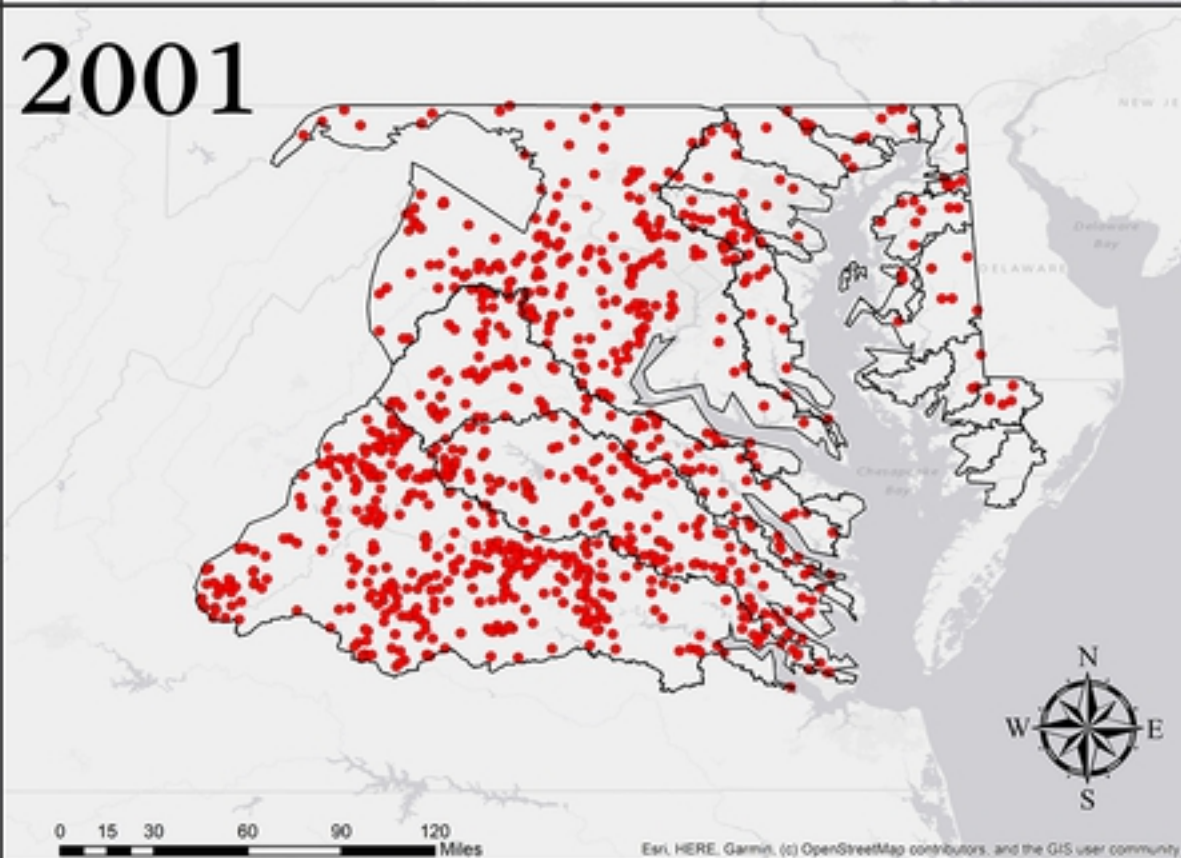 2001
NEW JE
Delaware
Bay
DELAWARE
Chesapeake
Bay
N
W E
S
0 15 30 60 90 120
Miles
Esri, HERE, Garmin, (c) OpenStreetMap contributors, and the GIS user community